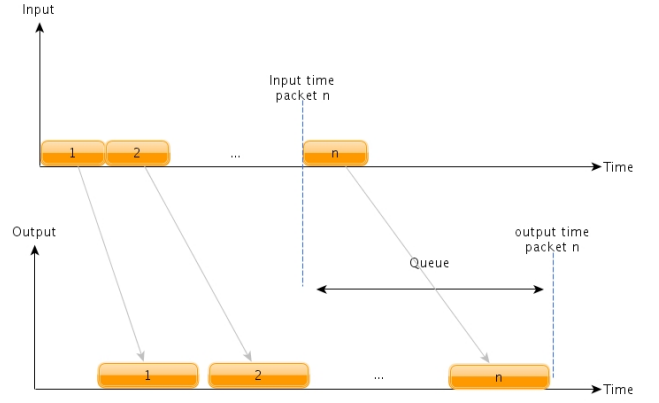 Input
Input time
packet n
1
2
...
n
Time
Output
output time
packet n
Queue
1
2
...
n
Time